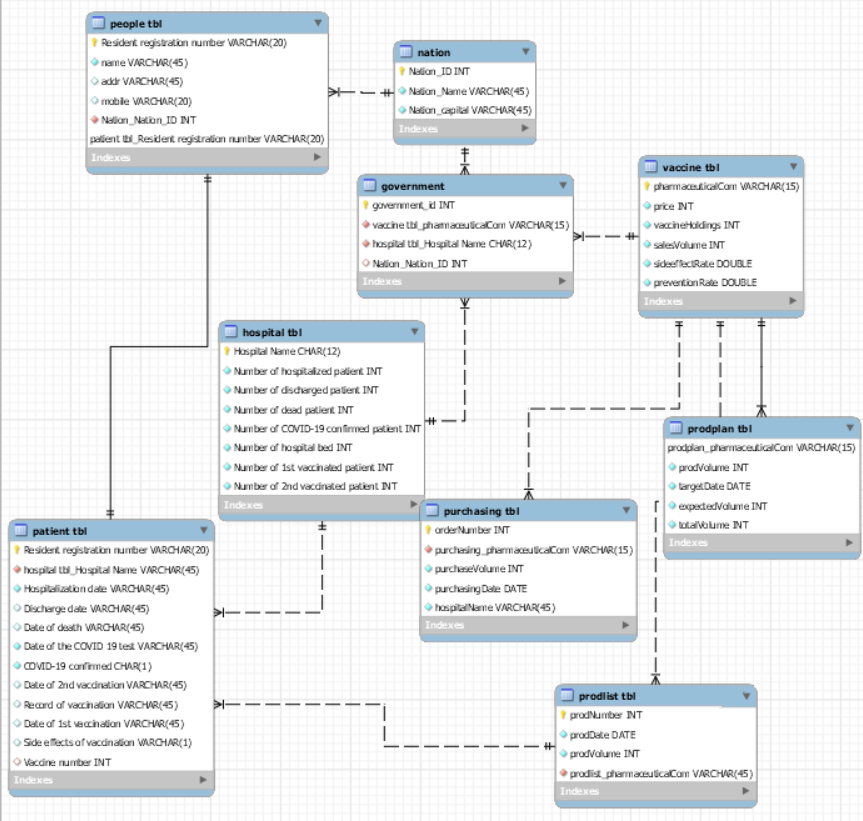 people tbl
Resident registration number VARCHAR(20)
name VARCHAR(45)
addr VARCHAR(45)
mobile VARCHAR(20)
Nation_Nation_ID INT
patient tbl_Resident registration number VARCHAR(20)
Indexes
nation
Nation_ID INT
Nation_Name VARCHAR(45)
Nation_capital VARCHAR(45)
Indexes
government
government_id INT
vaccine tbl_pharmaceuticalCom VARCHAR(15)
hospital tbl_Hospital Name CHAR(12)
Nation_Nation_ID INT
Indexes
vaccine tbl
pharmaceuticalCom VARCHAR(15)
price INT
vaccineHoldings INT
salesVolume INT
sideeffectRate DOUBLE
preventionRate DOUBLE
Indexes
hospital tbl
Hospital Name CHAR(12)
Number of hospitalized patient INT
Number of discharged patient INT
Number of dead patient INT
Number of COVID-19 confirmed patient INT
Number of hospital bed INT
Number of 1st vaccinated patient INT
Number of 2nd vaccinated patient INT
Indexes
prodplan tbl
prodplan_pharmaceuticalCom VARCHAR(15)
prodVolume INT
targetDate DATE
expectedVolume INT
totalVolume INT
Indexes
purchasing tbl
orderNumber INT
purchasing_pharmaceuticalCom VARCHAR(15)
purchaseVolume INT
purchasingDate DATE
hospitalName VARCHAR(45)
Indexes
patient tbl
Resident registration number VARCHAR(20)
hospital tbl_Hospital Name VARCHAR(45)
Hospitalization date VARCHAR(45)
Discharge date VARCHAR(45)
Date of death VARCHAR(45)
Date of the COVID 19 test VARCHAR(45)
COVID-19 confirmed CHAR(1)
Date of 2nd vaccination VARCHAR(45)
Record of vaccination VARCHAR(45)
Date of 1st vaccination VARCHAR(45)
Side effects of vaccination VARCHAR(1)
Vaccine number INT
Indexes
prodlist tbl
prodNumber INT
prodDate DATE
prodVolume INT
prodlist_pharmaceuticalCom VARCHAR(45)
Indexes